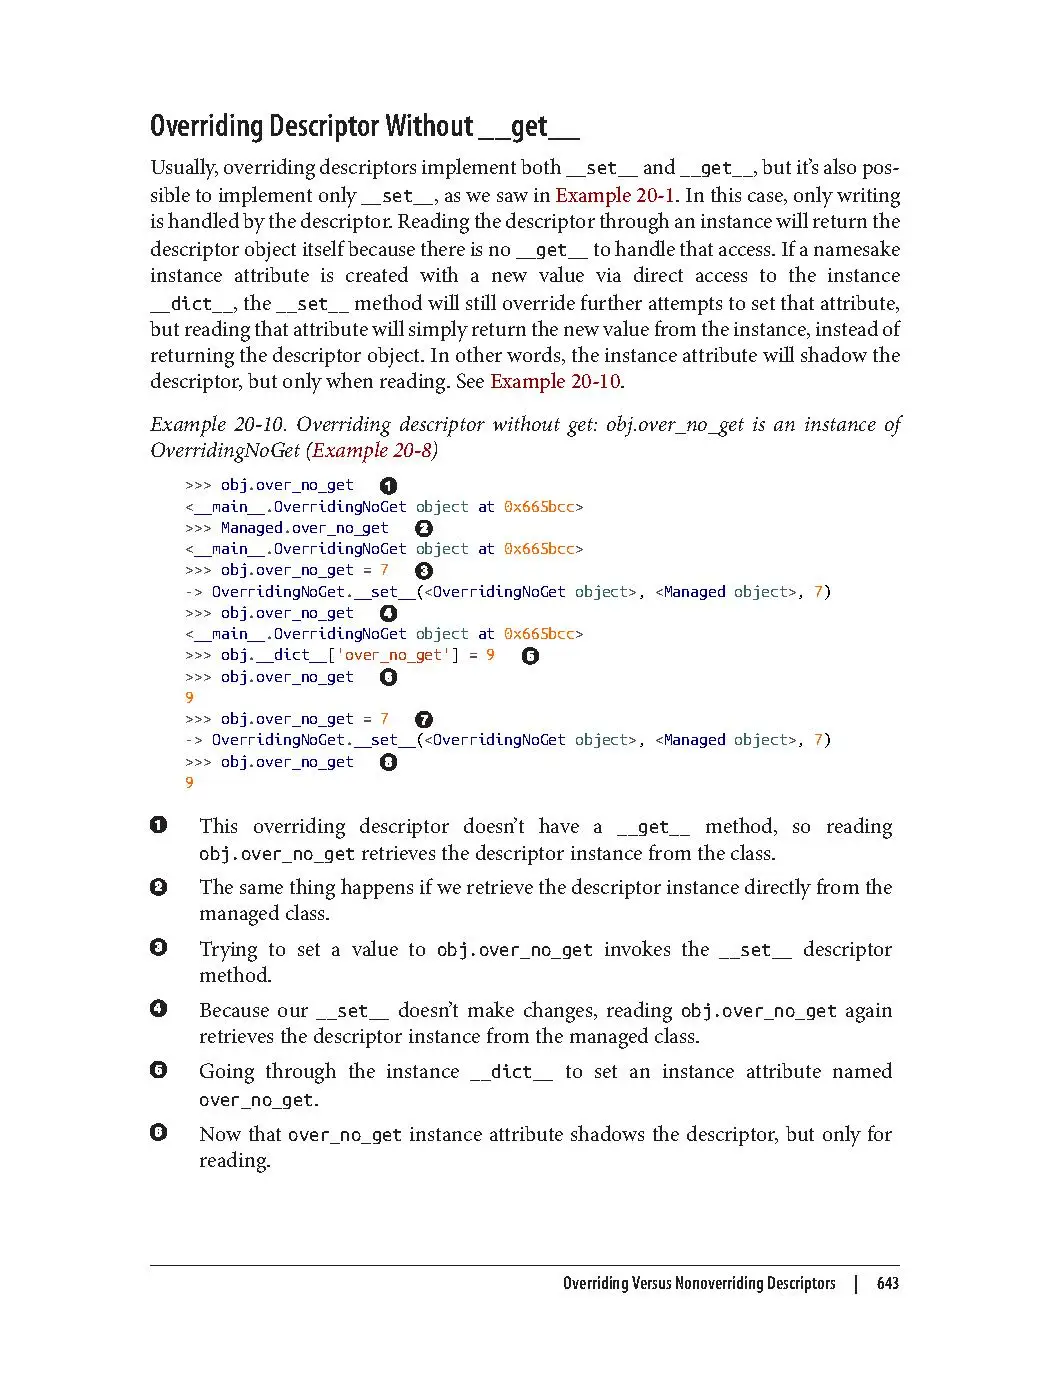 Overriding Descriptor Without __get__
Usually, overriding descriptors implement both __set__ and __get__, but it’s also pos-
sible to implement only __set__, as we saw in Example 20-1. In this case, only writing
is handled by the descriptor. Reading the descriptor through an instance will return the
descriptor object itself because there is no __get__ to handle that access. If a namesake
instance attribute is created with a new value via direct access to the instance
__dict__, the __set__ method will still override further attempts to set that attribute,
but reading that attribute will simply return the new value from the instance, instead of
returning the descriptor object. In other words, the instance attribute will shadow the
descriptor, but only when reading. See Example 20-10.
Example 20-10. Overriding descriptor without get: obj.over_no_get is an instance of
OverridingNoGet (Example 20-8)
>>> obj.over_no_get ❶
<__main__.OverridingNoGet object at 0x665bcc>
>>> Managed.over_no_get ❷
<__main__.OverridingNoGet object at 0x665bcc>
>>> obj.over_no_get = 7 ❸
-> OverridingNoGet.__set__(<OverridingNoGet object>, <Managed object>, 7)
>>> obj.over_no_get ❹
<__main__.OverridingNoGet object at 0x665bcc>
>>> obj.__dict__['over_no_get'] = 9 ❺
>>> obj.over_no_get ❻
9
>>> obj.over_no_get = 7 ❼
-> OverridingNoGet.__set__(<OverridingNoGet object>, <Managed object>, 7)
>>> obj.over_no_get ❽
9
❶ This overriding descriptor doesn’t have a __get__ method, so reading
obj.over_no_get retrieves the descriptor instance from the class.
❷ The same thing happens if we retrieve the descriptor instance directly from the
managed class.
❸ Trying to set a value to obj.over_no_get invokes the __set__ descriptor
method.
❹ Because our __set__ doesn’t make changes, reading obj.over_no_get again
retrieves the descriptor instance from the managed class.
❺ Going through the instance __dict__ to set an instance attribute named
over_no_get.
❻ Now that over_no_get instance attribute shadows the descriptor, but only for
reading.
Overriding Versus Nonoverriding Descriptors | 643